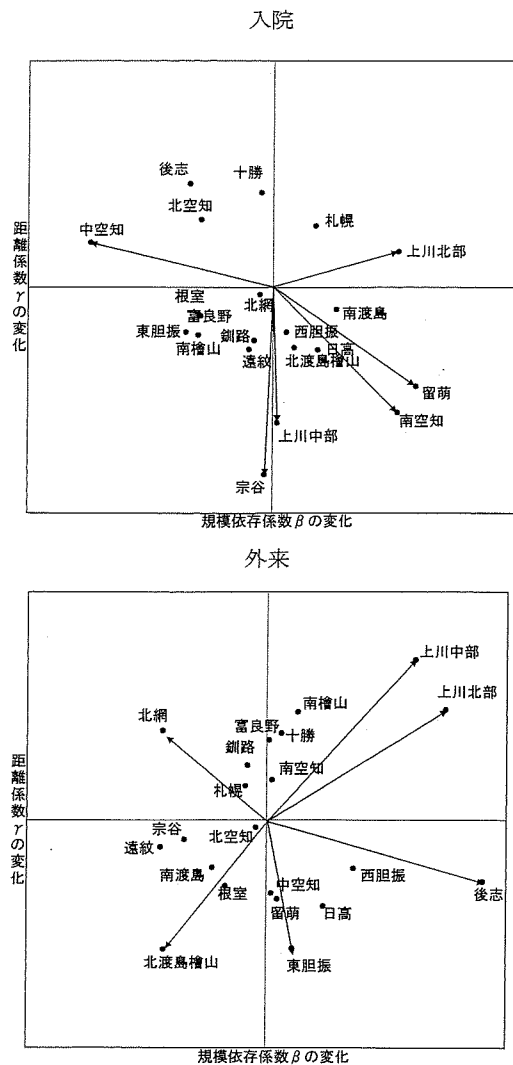 入院
後志
十勝
北空知
札幌
中空知
上川北部
距離係数γの変化
根室
北網
富良野
南渡島
東胆振
釧路
西胆振
南檜山
遠紋
北渡島檜山
日高
留萌
南空知
上川中部
宗谷
規模依存係数βの変化
外来
上川中部
南檜山
上川北部
北網
富良野
十勝
釧路
南空知
距離係数γの変化
札幌
宗谷
北空知
遠紋
南渡島
中空知
西胆振
根室
留萌
日高
後志
北渡島檜山
東胆振
規模依存係数βの変化